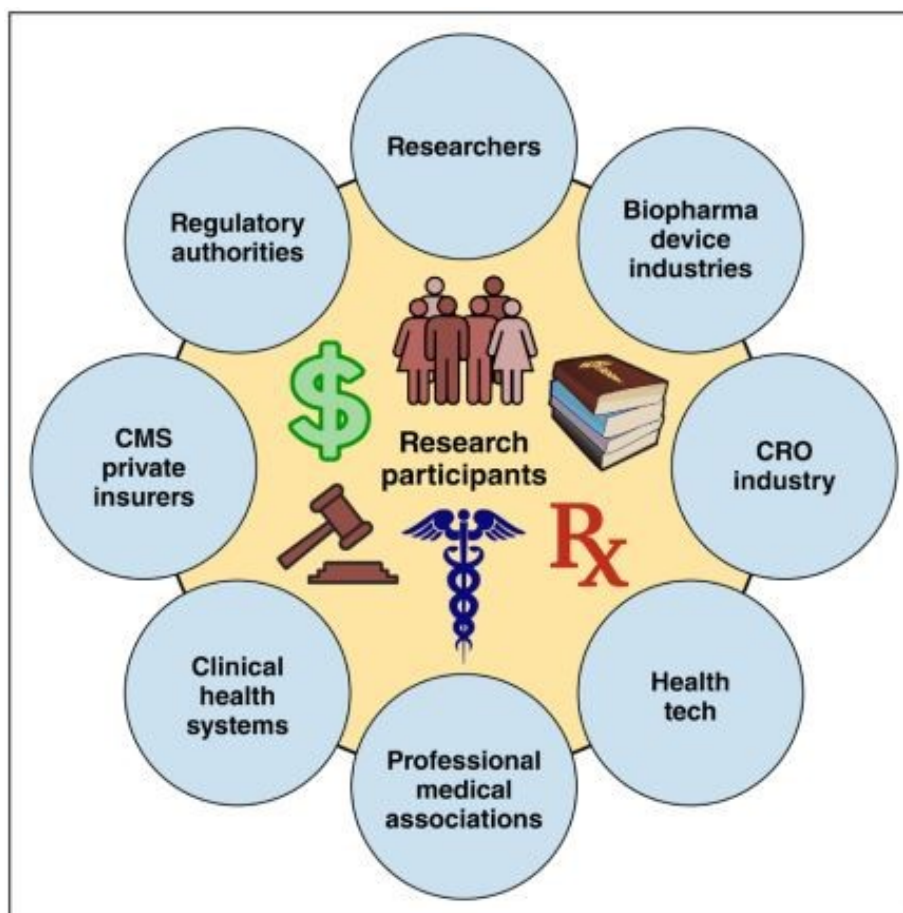 Researchers
Biopharma
device
industries
CRO
industry
Health
tech
Professional
medical
associations
Clinical
health
systems
CMS
private
insurers
Regulatory
authorities
Research
participants
$
Rx